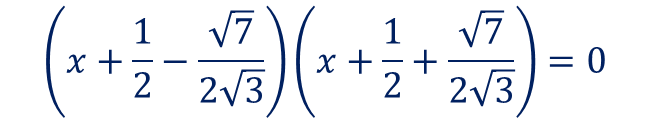 (x + 1/2 − √7/(2√3)) (x + 1/2 + √7/(2√3)) = 0